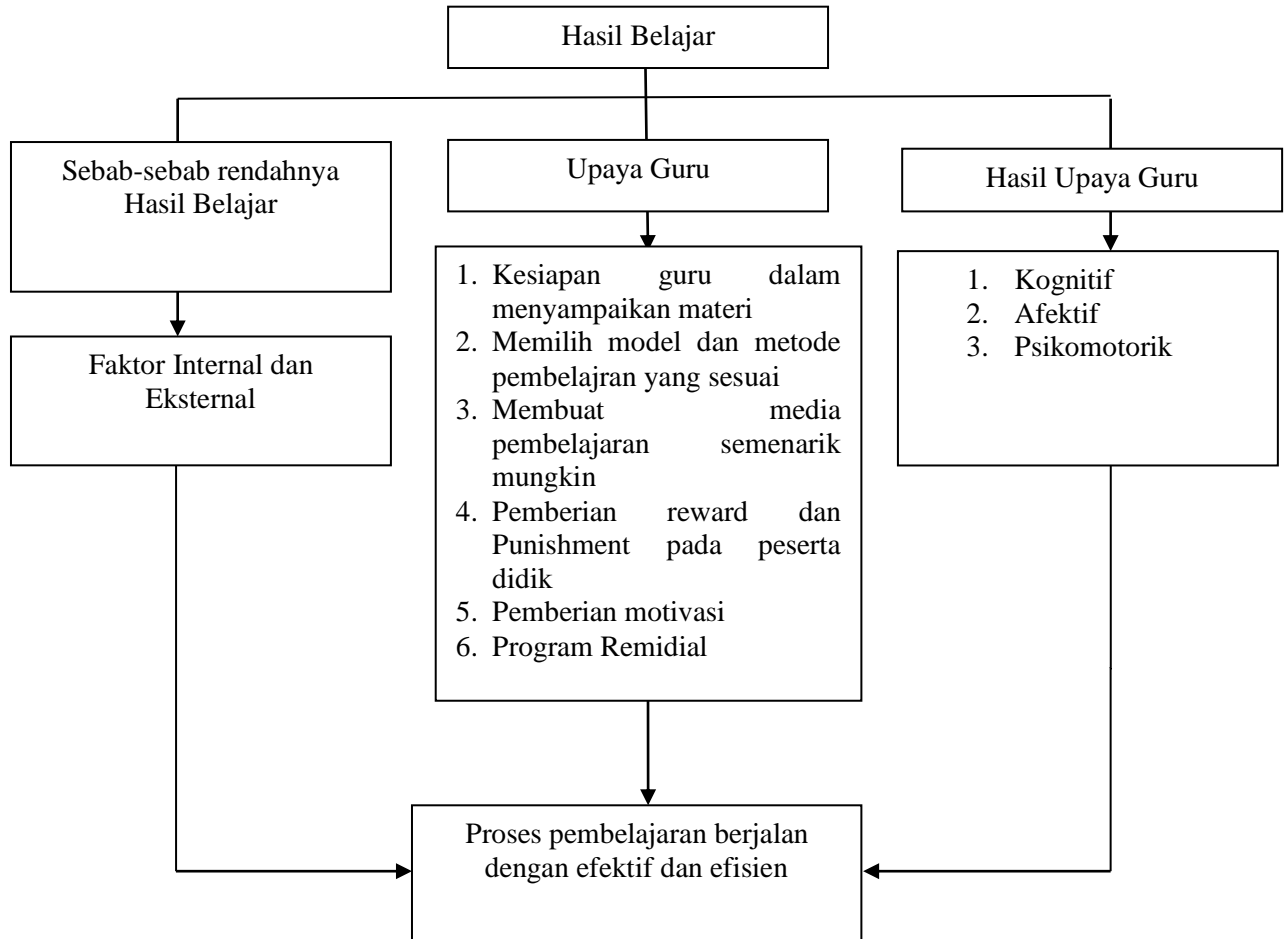 Hasil Belajar
Sebab-sebab rendahnya
Hasil Belajar
Upaya Guru
Hasil Upaya Guru
Faktor Internal dan
Eksternal
1. Kesiapan guru dalam
menyampaikan materi
2. Memilih model dan metode
pembelajran yang sesuai
3. Membuat media
pembelajaran semenarik
mungkin
4. Pemberian reward dan
Punishment pada peserta
didik
5. Pemberian motivasi
6. Program Remidial
1. Kognitif
2. Afektif
3. Psikomotorik
Proses pembelajaran berjalan
dengan efektif dan efisien